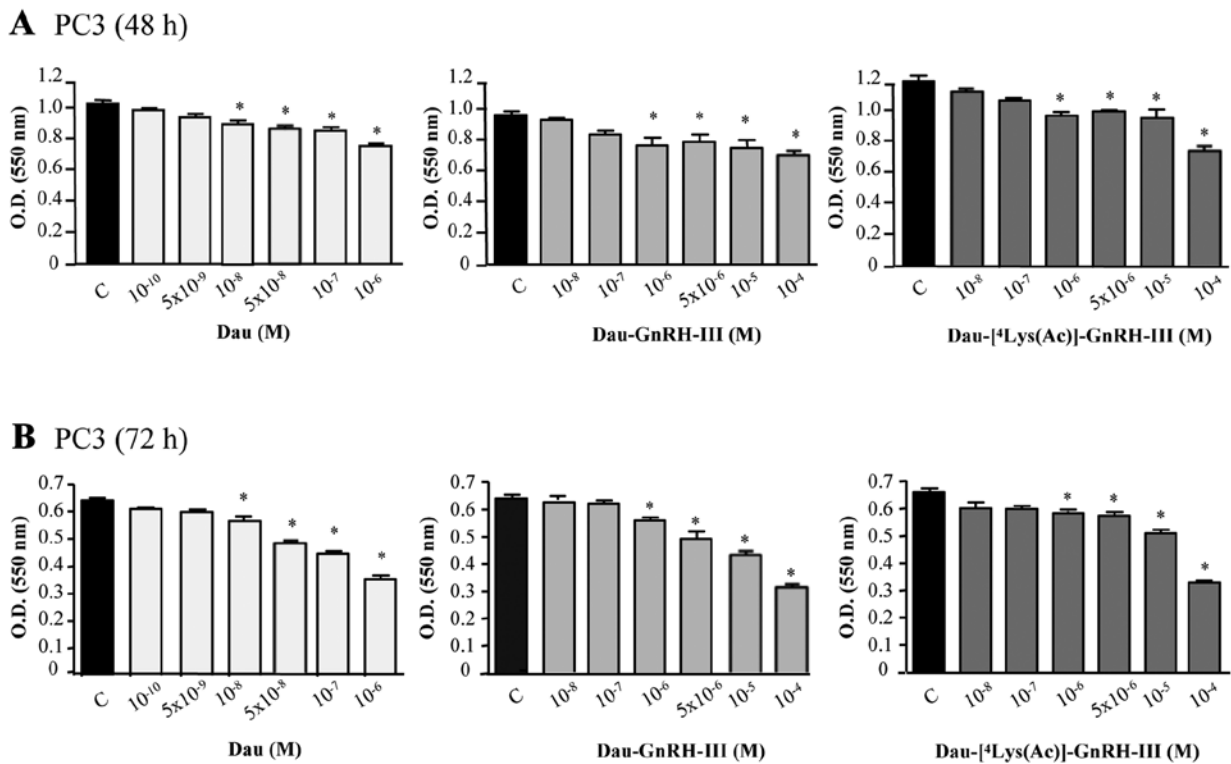 A PC3 (48 h)
O.D. (550 nm)
1.2
1.0
0.8
0.6
0.4
0.2
0
* * * *
C 10⁻¹⁰ 5x10⁻⁹ 10⁻⁸ 5x10⁻⁸ 10⁻⁷ 10⁻⁶
Dau (M)
O.D. (550 nm)
1.2
1.0
0.8
0.6
0.4
0.2
0
* * * *
C 10⁻⁸ 10⁻⁷ 10⁻⁶ 5x10⁻⁶ 10⁻⁵ 10⁻⁴
Dau-GnRH-III (M)
O.D. (550 nm)
1.2
1.0
0.8
0.6
0.4
0.2
0
* * * *
C 10⁻⁸ 10⁻⁷ 10⁻⁶ 5x10⁻⁶ 10⁻⁵ 10⁻⁴
Dau-[⁴Lys(Ac)]-GnRH-III (M)
B PC3 (72 h)
O.D. (550 nm)
0.7
0.6
0.5
0.4
0.3
0.2
0.1
0
* * * *
C 10⁻¹⁰ 5x10⁻⁹ 10⁻⁸ 5x10⁻⁸ 10⁻⁷ 10⁻⁶
Dau (M)
O.D. (550 nm)
0.7
0.6
0.5
0.4
0.3
0.2
0.1
0
* * * *
C 10⁻⁸ 10⁻⁷ 10⁻⁶ 5x10⁻⁶ 10⁻⁵ 10⁻⁴
Dau-GnRH-III (M)
O.D. (550 nm)
0.7
0.6
0.5
0.4
0.3
0.2
0.1
0
* * * *
C 10⁻⁸ 10⁻⁷ 10⁻⁶ 5x10⁻⁶ 10⁻⁵ 10⁻⁴
Dau-[⁴Lys(Ac)]-GnRH-III (M)